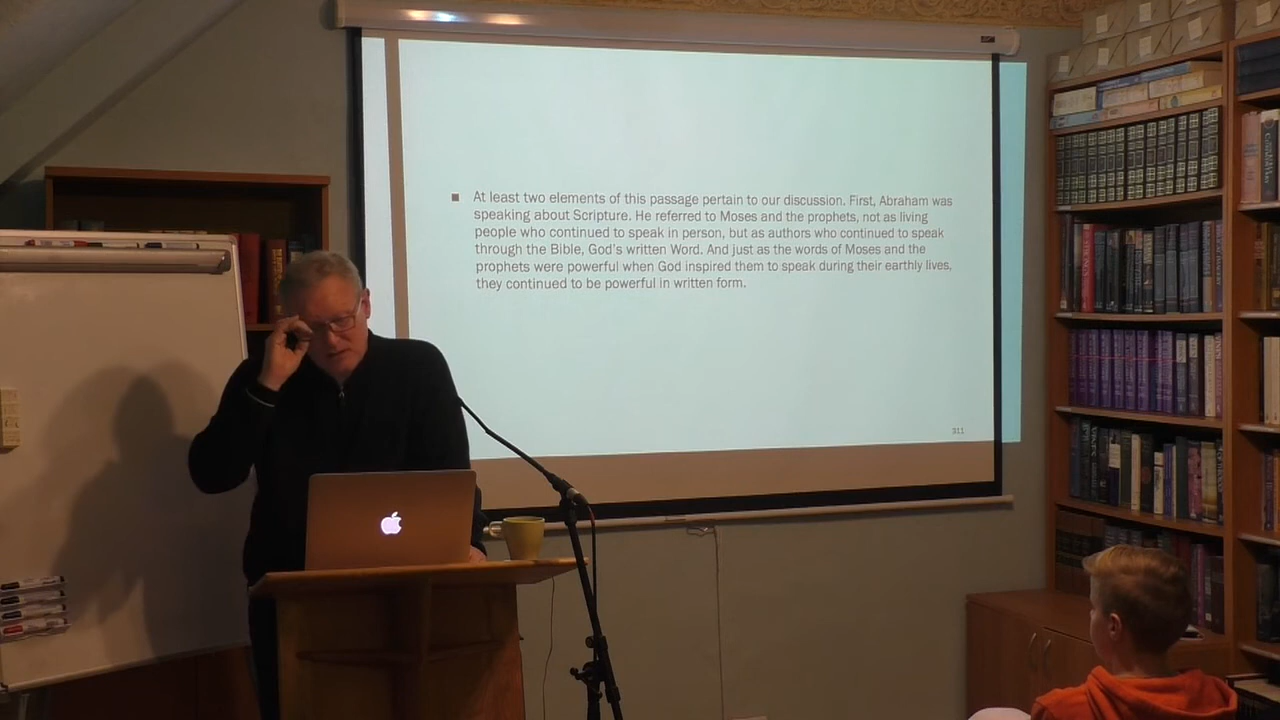 At least two elements of this passage pertain to our discussion. First, Abraham was
speaking about Scripture. He referred to Moses and the prophets, not as living
people who continued to speak in person, but as authors who continued to speak
through the Bible, God's written Word. And just as the words of Moses and the
prophets were powerful when God inspired them to speak during their earthly lives,
they continued to be powerful in written form.
311